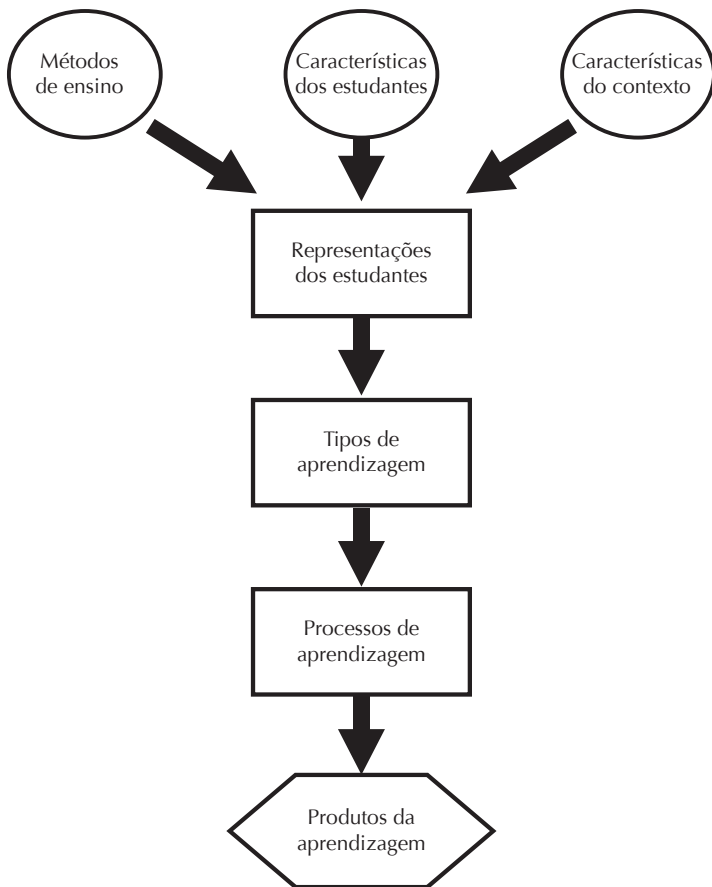 Métodos
de ensino
Características
dos estudantes
Características
do contexto
Representações
dos estudantes
Tipos de
aprendizagem
Processos de
aprendizagem
Produtos da
aprendizagem